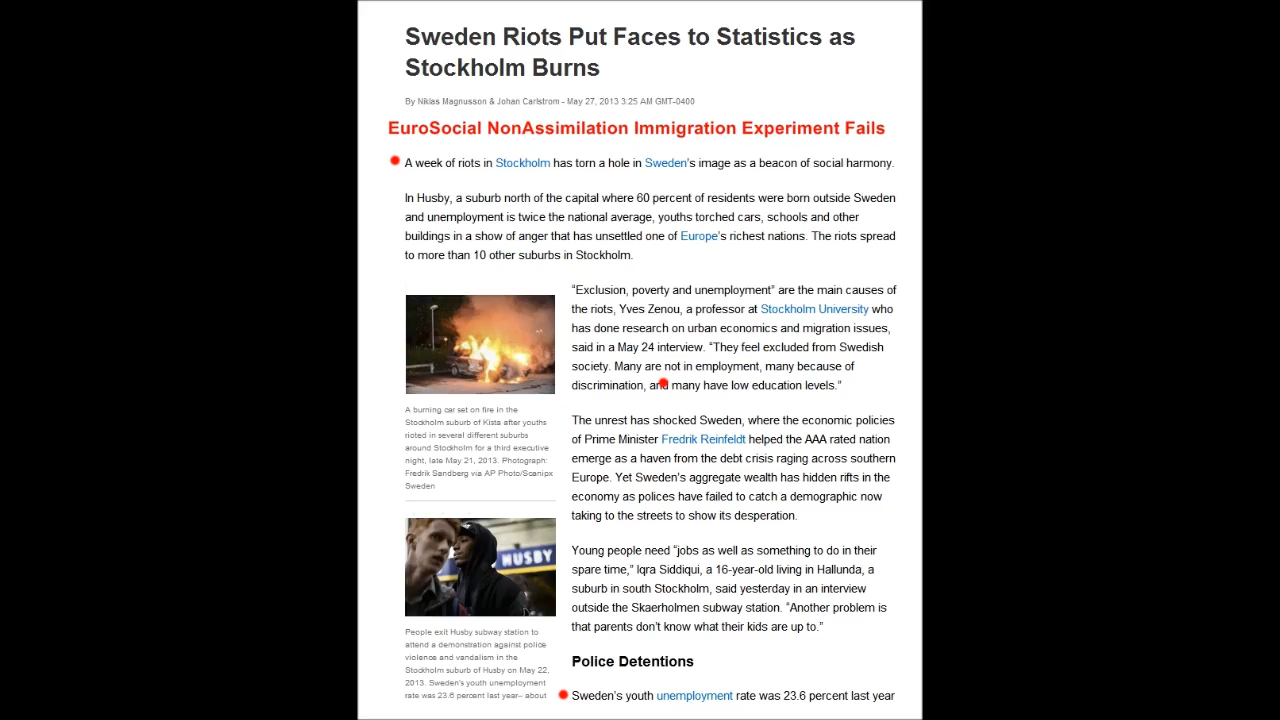 Sweden Riots Put Faces to Statistics as
Stockholm Burns
By Niklas Magnusson & Johan Carlstrom - May 27, 2013 3:25 AM GMT-0400
EuroSocial NonAssimilation Immigration Experiment Fails
A week of riots in Stockholm has torn a hole in Sweden's image as a beacon of social harmony.
In Husby, a suburb north of the capital where 60 percent of residents were born outside Sweden
and unemployment is twice the national average, youths torched cars, schools and other
buildings in a show of anger that has unsettled one of Europe's richest nations. The riots spread
to more than 10 other suburbs in Stockholm.
"Exclusion, poverty and unemployment" are the main causes of
the riots, Yves Zenou, a professor at Stockholm University who
has done research on urban economics and migration issues,
said in a May 24 interview. "They feel excluded from Swedish
society. Many are not in employment, many because of
discrimination, and many have low education levels."
The unrest has shocked Sweden, where the economic policies
of Prime Minister Fredrik Reinfeldt helped the AAA rated nation
emerge as a haven from the debt crisis raging across southern
Europe. Yet Sweden's aggregate wealth has hidden rifts in the
economy as polices have failed to catch a demographic now
taking to the streets to show its desperation.
Young people need "jobs as well as something to do in their
spare time," Iqra Siddiqui, a 16-year-old living in Hallunda, a
suburb in south Stockholm, said yesterday in an interview
outside the Skaerholmen subway station. "Another problem is
that parents don't know what their kids are up to."
Police Detentions
Sweden's youth unemployment rate was 23.6 percent last year
A burning car set on fire in the
Stockholm suburb of Kista after youths
rioted in several different suburbs
around Stockholm for a third executive
night, late May 21, 2013. Photograph:
Fredrik Sandberg via AP Photo/Scanipx
Sweden
HUSBY
People exit Husby subway station to
attend a demonstration against police
violence and vandalism in the
Stockholm suburb of Husby on May 22,
2013. Sweden's youth unemployment
rate was 23.6 percent last year– about